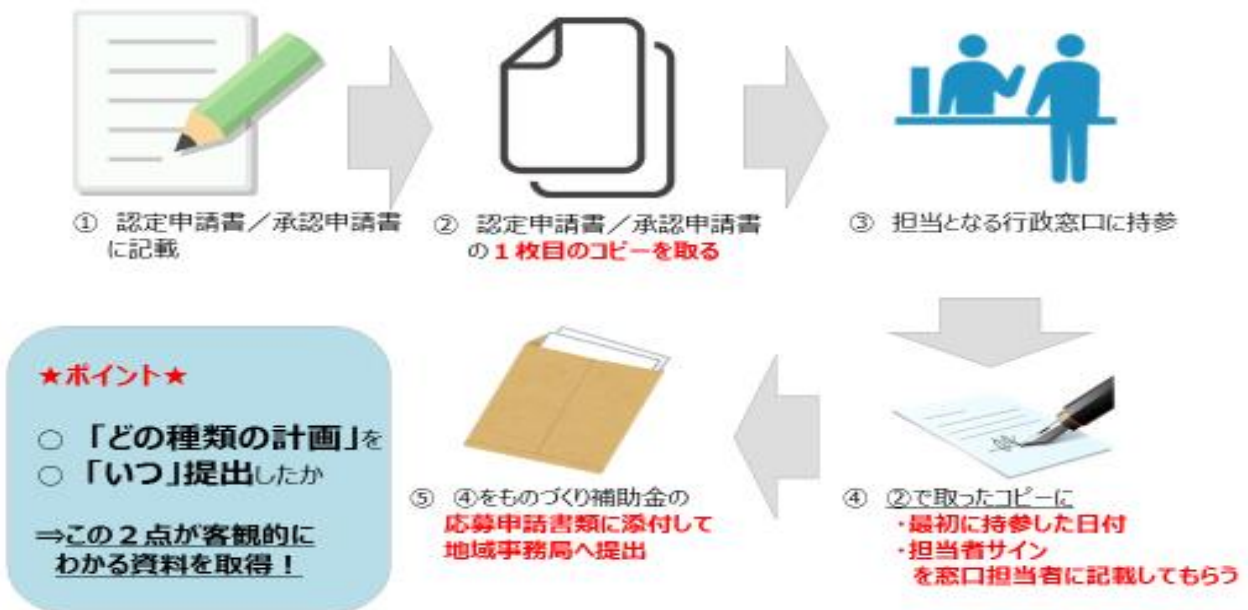 ① 認定申請書／承認申請書
に記載
② 認定申請書／承認申請書
の１枚目のコピーを取る
③ 担当となる行政窓口に持参
④ ②で取ったコピーに
・最初に持参した日付
・担当者サイン
を窓口担当者に記載してもらう
⑤ ④をものづくり補助金の
応募申請書類に添付して
地域事務局へ提出
★ポイント★
○ 「どの種類の計画」を
○ 「いつ」提出したか
⇒この２点が客観的に
わかる資料を取得！